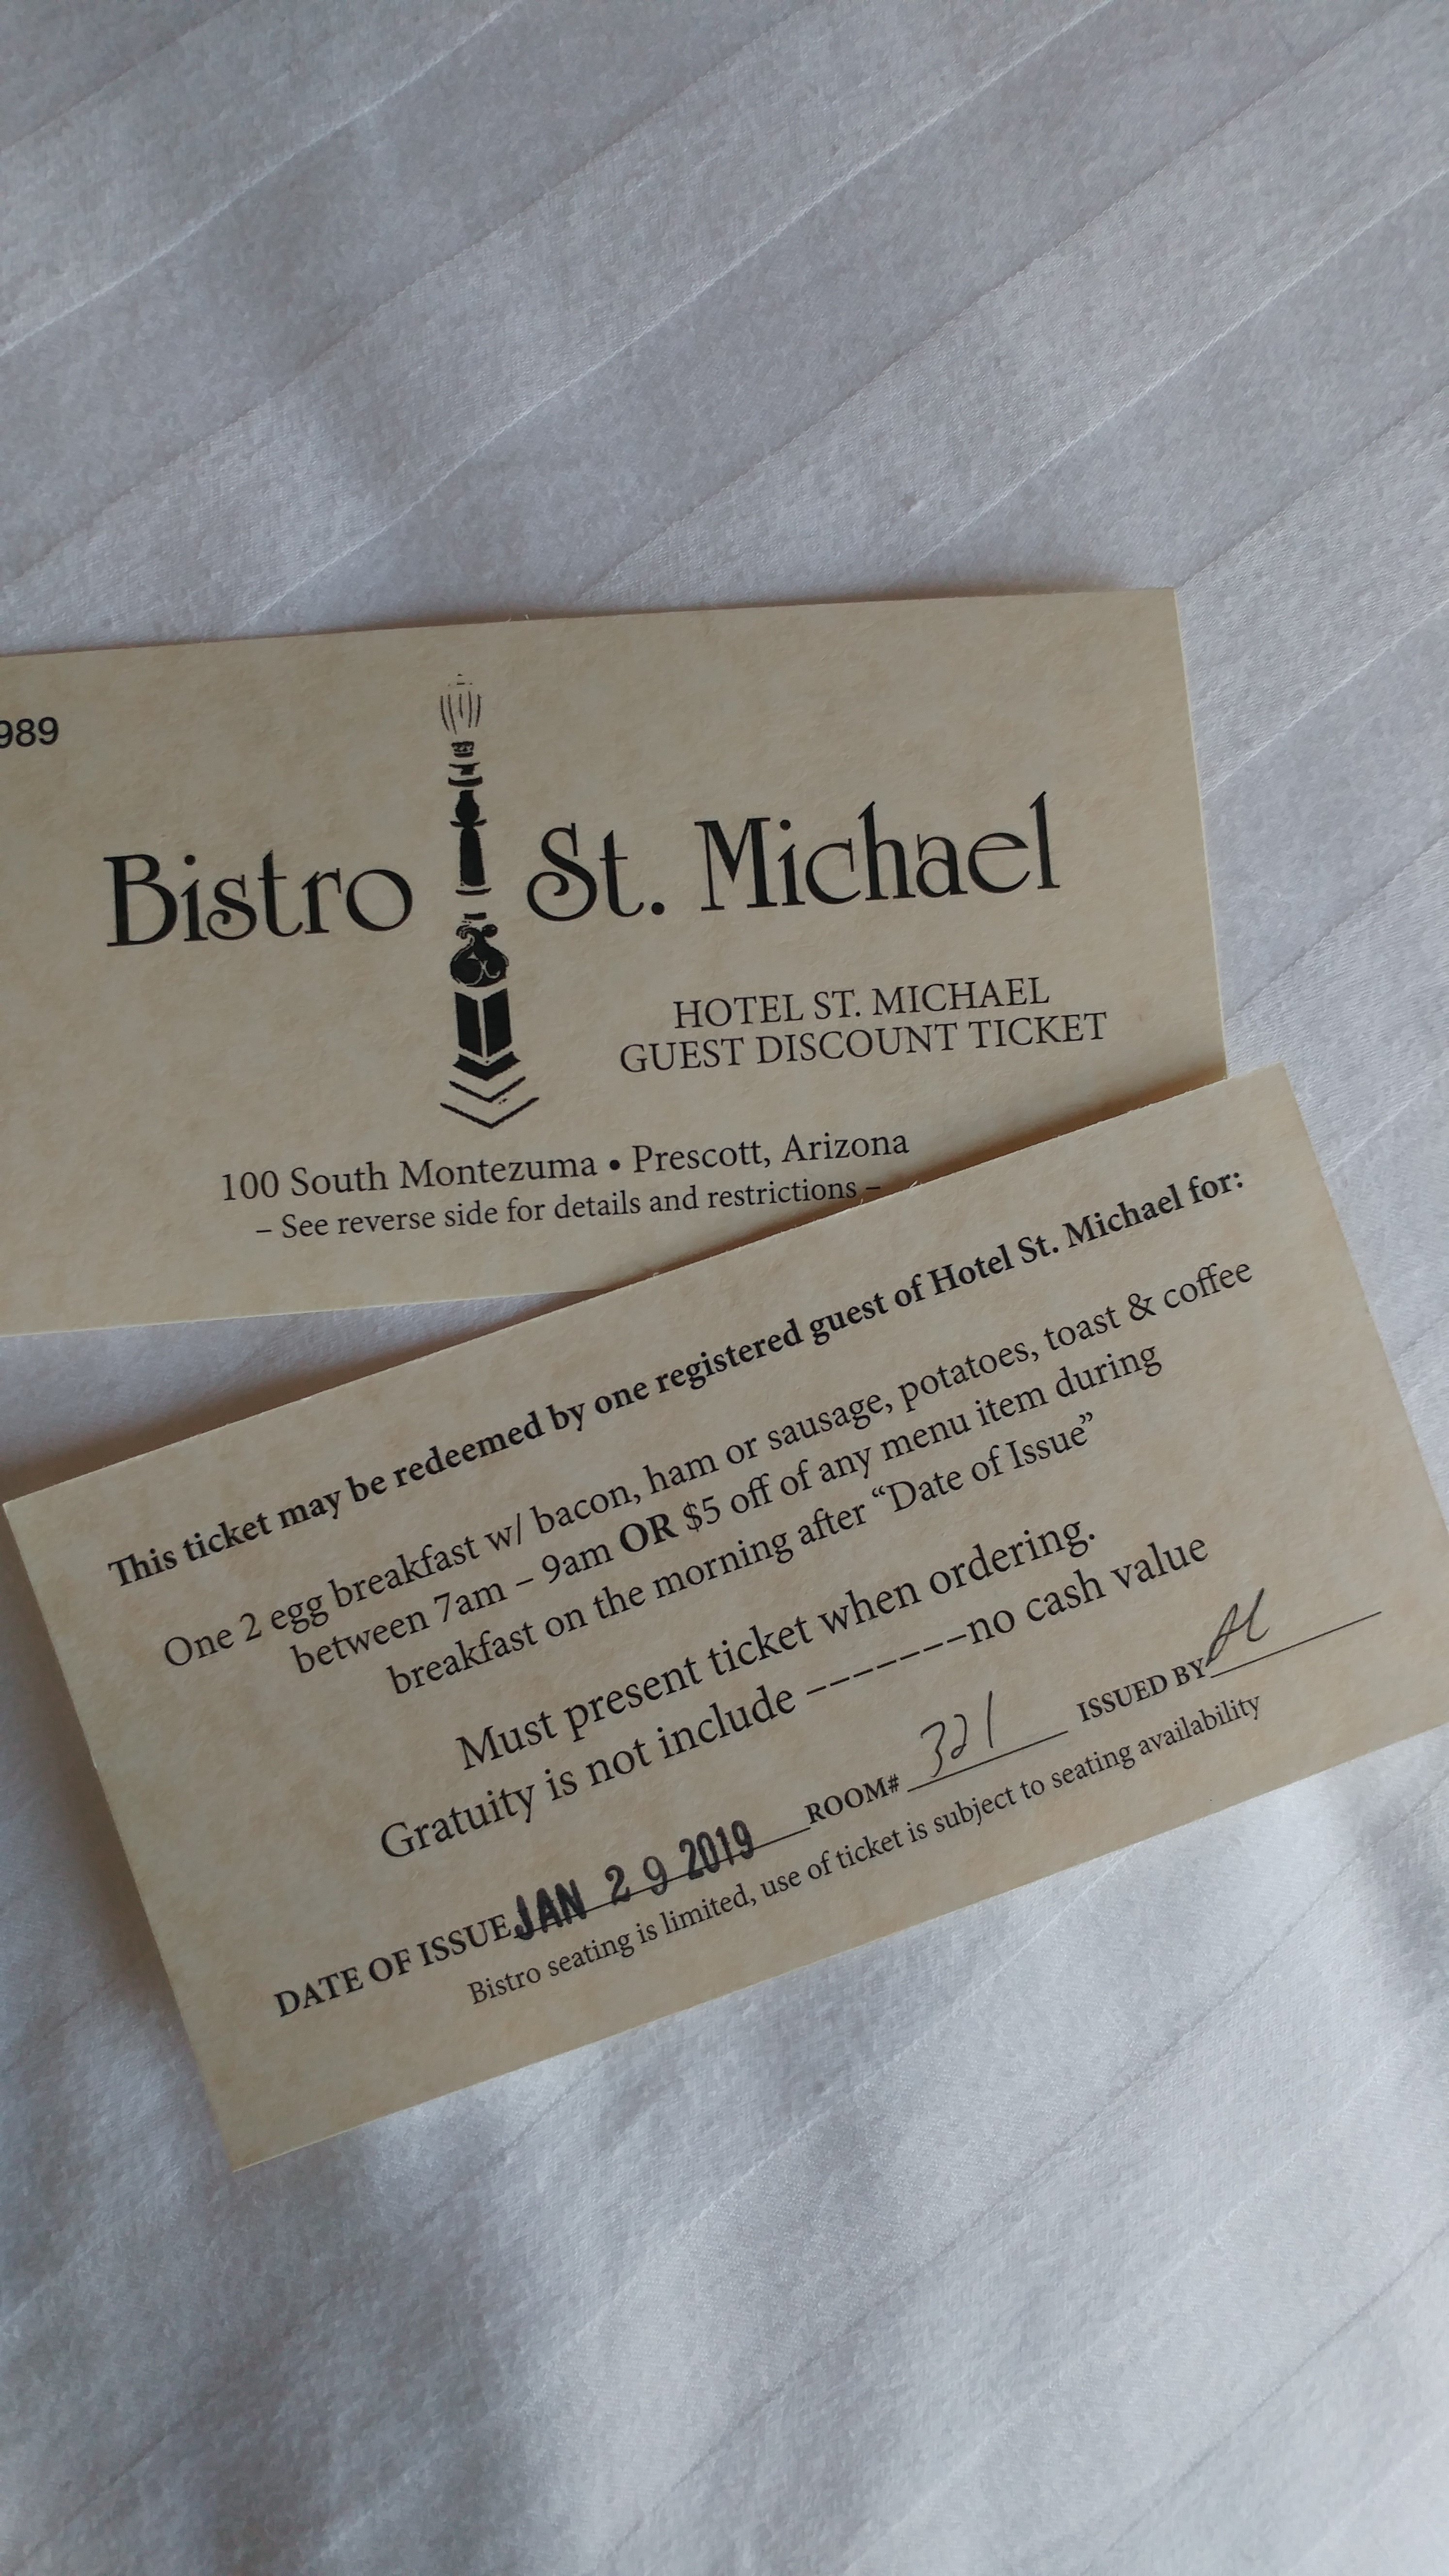 989
Bistro St. Michael
HOTEL ST. MICHAEL
GUEST DISCOUNT TICKET
100 South Montezuma • Prescott, Arizona
– See reverse side for details and restrictions –
This ticket may be redeemed by one registered guest of Hotel St. Michael for:
One 2 egg breakfast w/ bacon, ham or sausage, potatoes, toast & coffee
between 7am – 9am OR $5 off of any menu item during
breakfast on the morning after “Date of Issue”
Must present ticket when ordering.
Gratuity is not include –––––––no cash value
DATE OF ISSUE JAN 29 2019 ROOM# 321 ISSUED BY
Bistro seating is limited, use of ticket is subject to seating availability